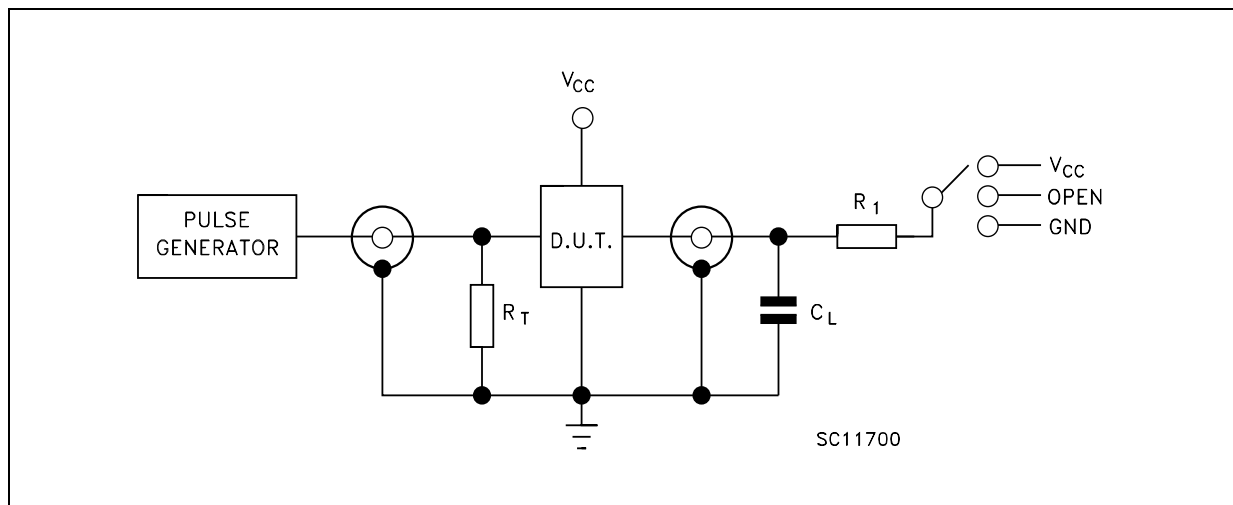 VCC
PULSE
GENERATOR
D.U.T.
RT
CL
R1
VCC
OPEN
GND
SC11700